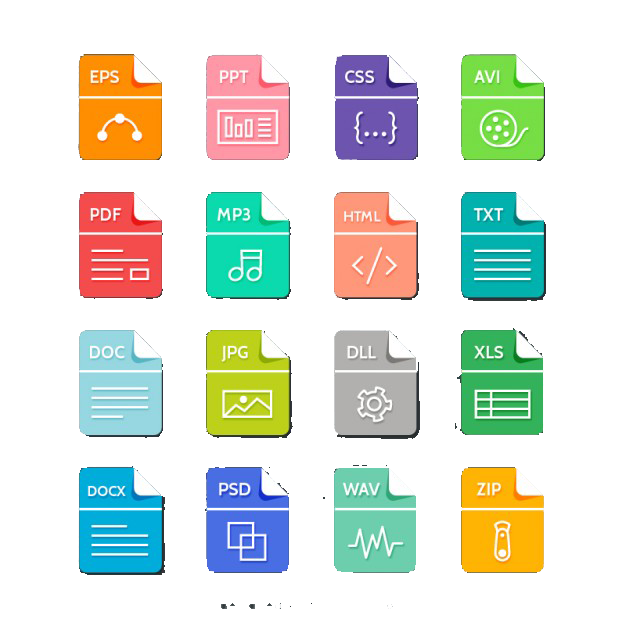 EPS
PPT
CSS
AVI
PDF
MP3
HTML
TXT
DOC
JPG
DLL
XLS
DOCX
PSD
WAV
ZIP